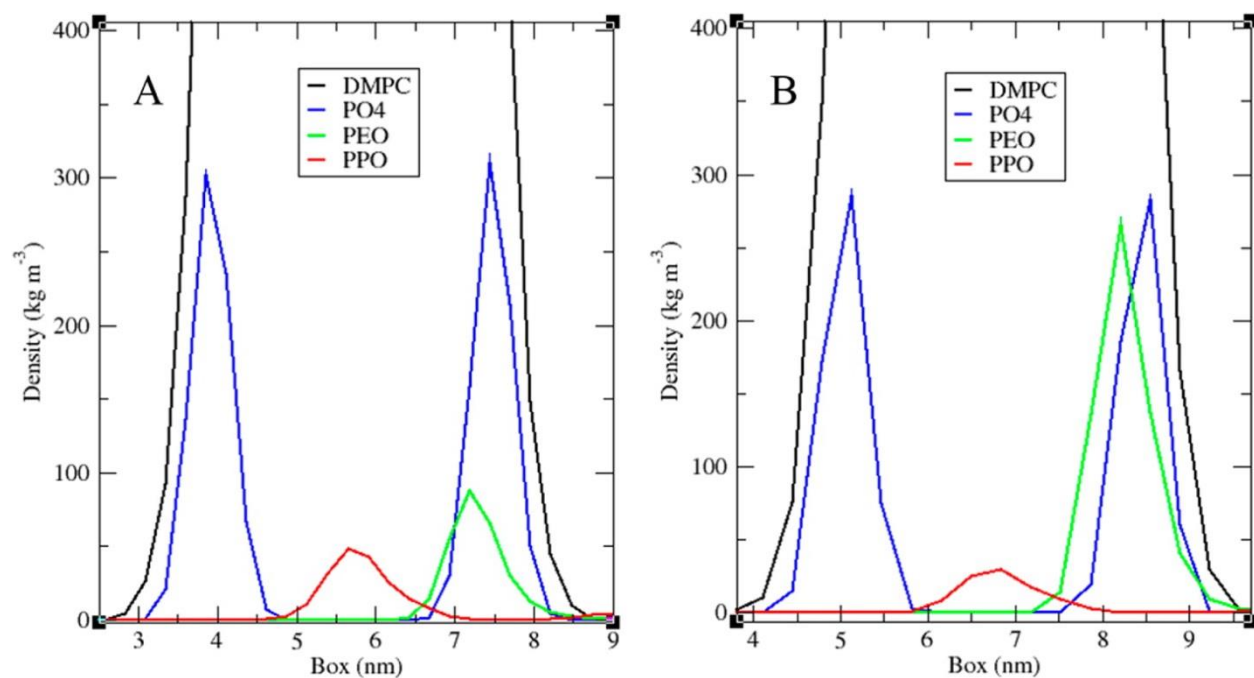 A
DMPC
PO4
PEO
PPO
400
300
200
100
0
Density (kg m⁻³)
3 4 5 6 7 8 9
Box (nm)
B
DMPC
PO4
PEO
PPO
400
300
200
100
0
Density (kg m⁻³)
4 5 6 7 8 9
Box (nm)